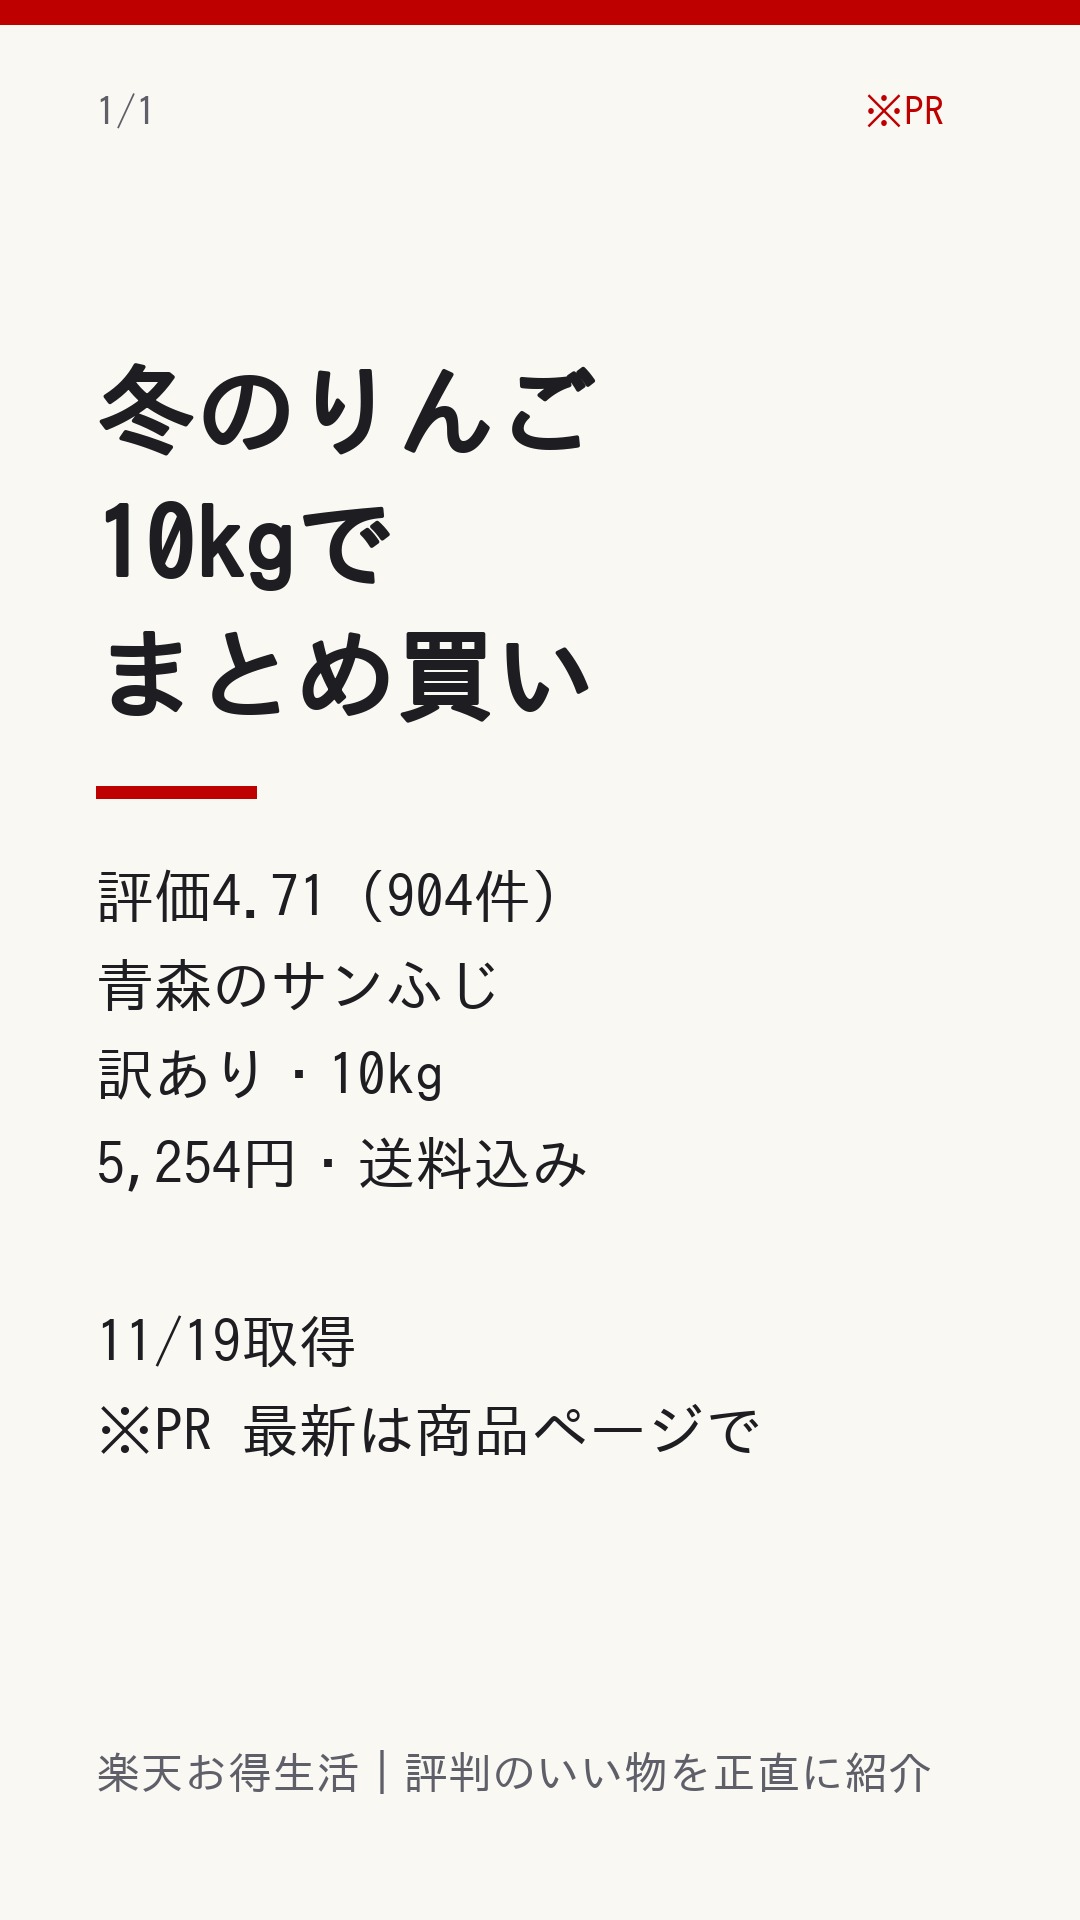 1/1
※PR
冬のりんご
10kgで
まとめ買い
評価4.71（904件）
青森のサンふじ
訳あり・10kg
5,254円・送料込み
11/19取得
※PR 最新は商品ページで
楽天お得生活｜評判のいい物を正直に紹介